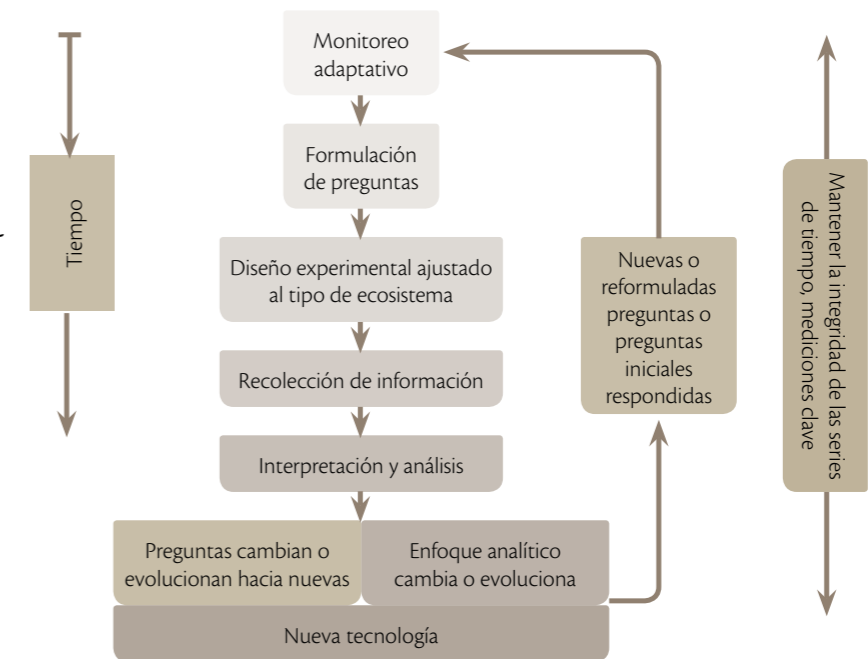 Monitoreo
adaptativo
Formulación
de preguntas
Tiempo
Diseño experimental ajustado
al tipo de ecosistema
Recolección de información
Interpretación y análisis
Preguntas cambian o
evolucionan hacia nuevas
Enfoque analítico
cambia o evoluciona
Nueva tecnología
Nuevas o
reformuladas
preguntas o
preguntas
iniciales
respondidas
Mantener la integridad de las series
de tiempo, mediciones clave